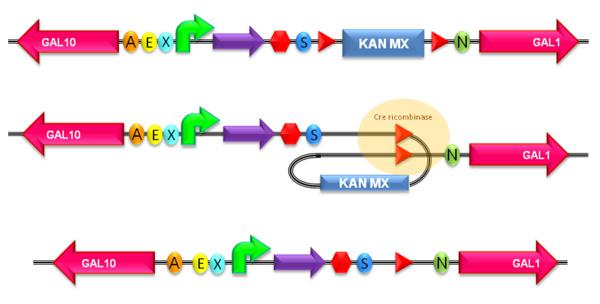 GAL10 A E X S KAN MX N GAL1
Cre ricombinase
GAL10 A E X S N GAL1
KAN MX
GAL10 A E X S N GAL1